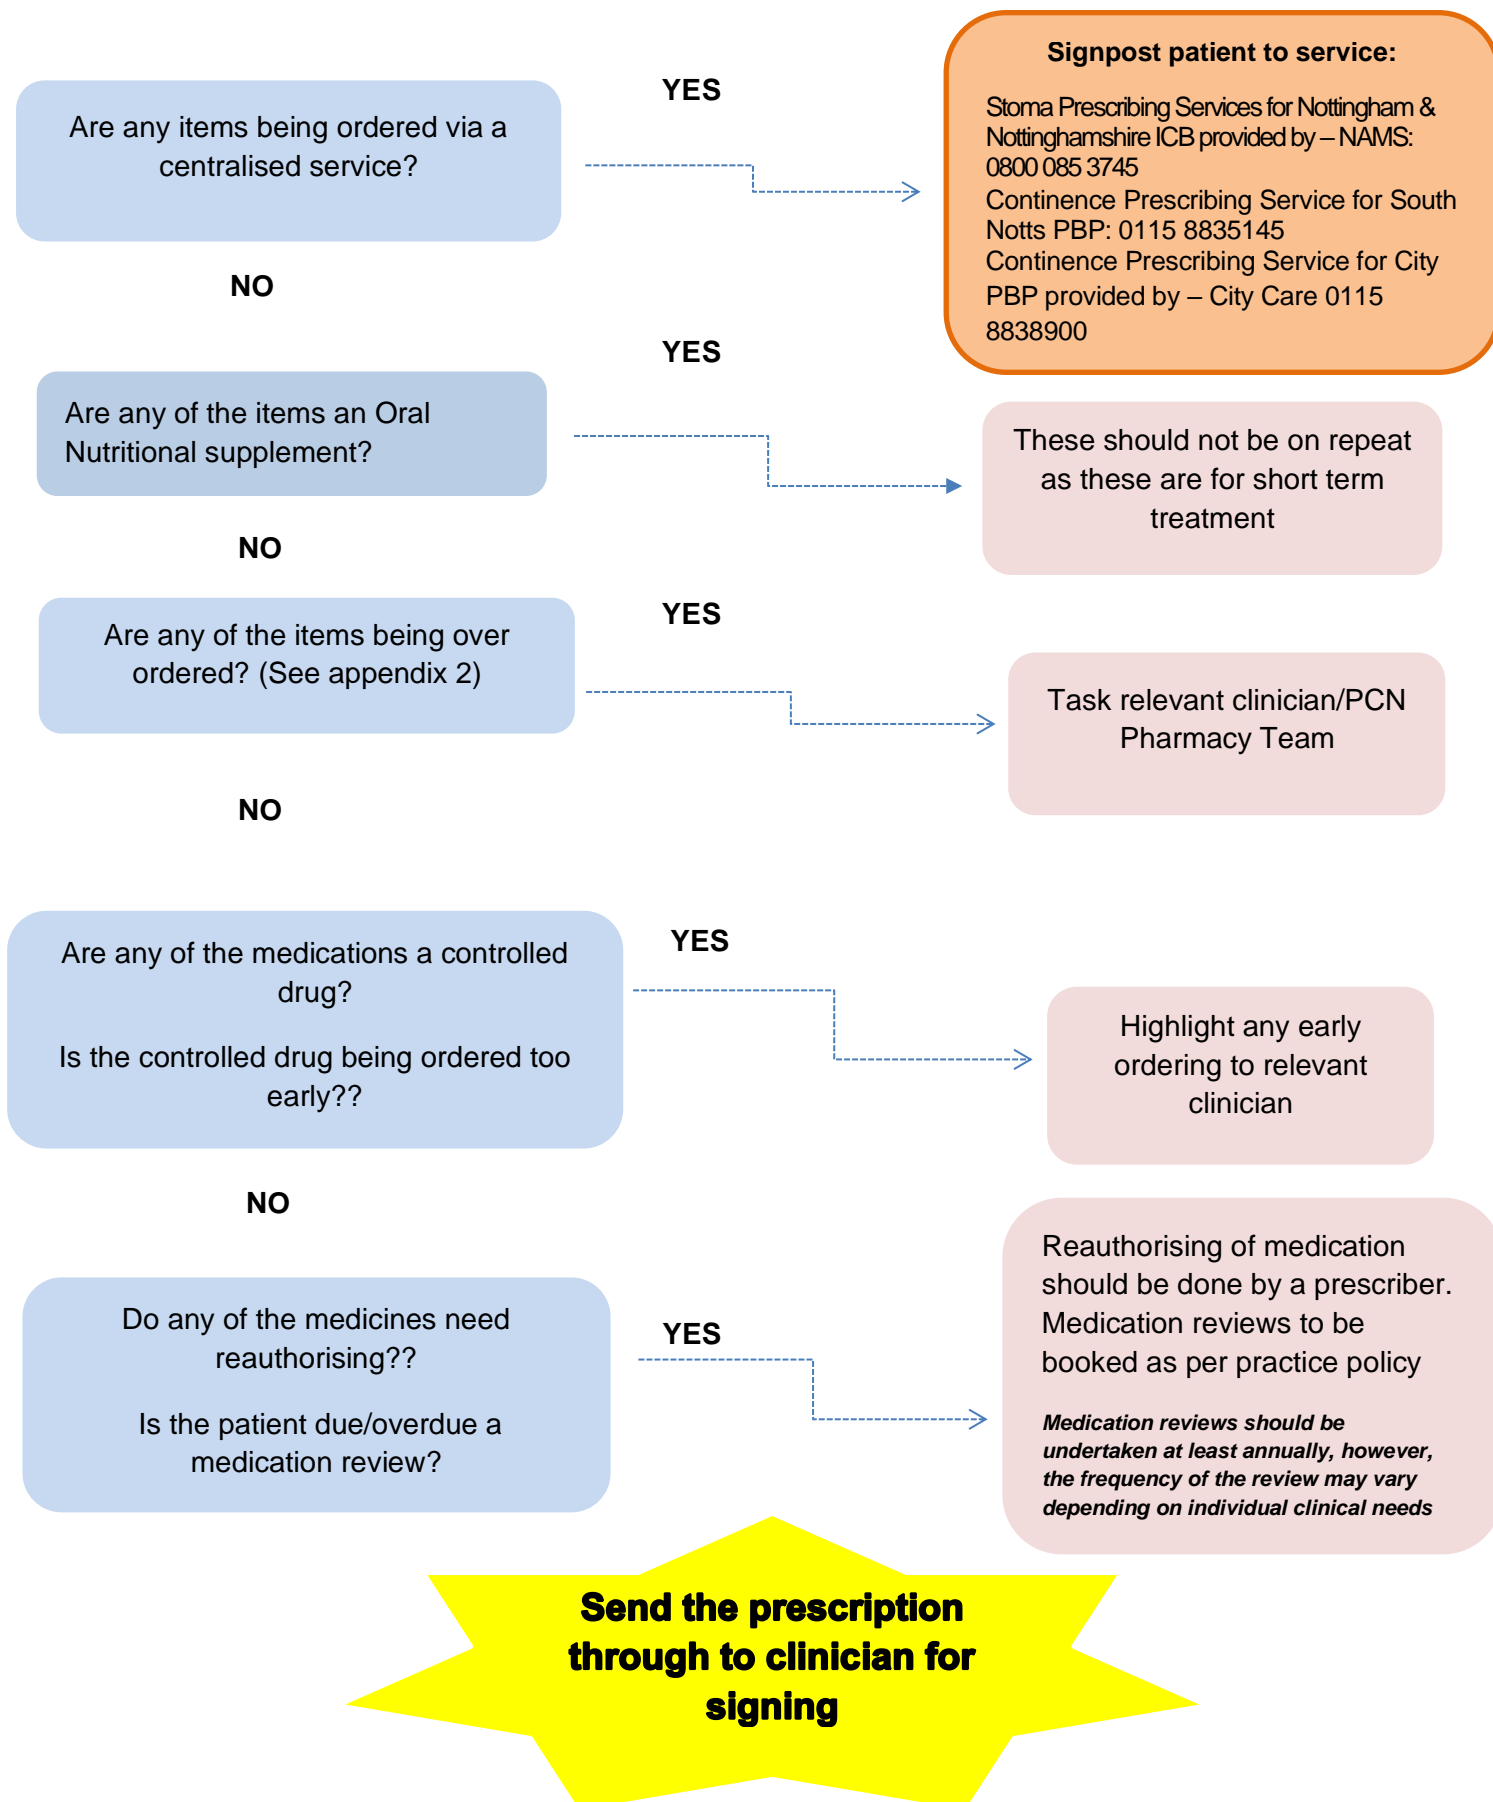 Are any items being ordered via a
centralised service?
YES
Signpost patient to service:
Stoma Prescribing Services for Nottingham &
Nottinghamshire ICB provided by – NAMS:
0800 085 3745
Continence Prescribing Service for South
Notts PBP: 0115 8835145
Continence Prescribing Service for City
PBP provided by – City Care 0115
8838900
NO
Are any of the items an Oral
Nutritional supplement?
YES
These should not be on repeat
as these are for short term
treatment
NO
Are any of the items being over
ordered? (See appendix 2)
YES
Task relevant clinician/PCN
Pharmacy Team
NO
Are any of the medications a controlled
drug?
Is the controlled drug being ordered too
early??
YES
Highlight any early
ordering to relevant
clinician
NO
Do any of the medicines need
reauthorising??
Is the patient due/overdue a
medication review?
YES
Reauthorising of medication
should be done by a prescriber.
Medication reviews to be
booked as per practice policy
Medication reviews should be
undertaken at least annually, however,
the frequency of the review may vary
depending on individual clinical needs
Send the prescription
through to clinician for
signing